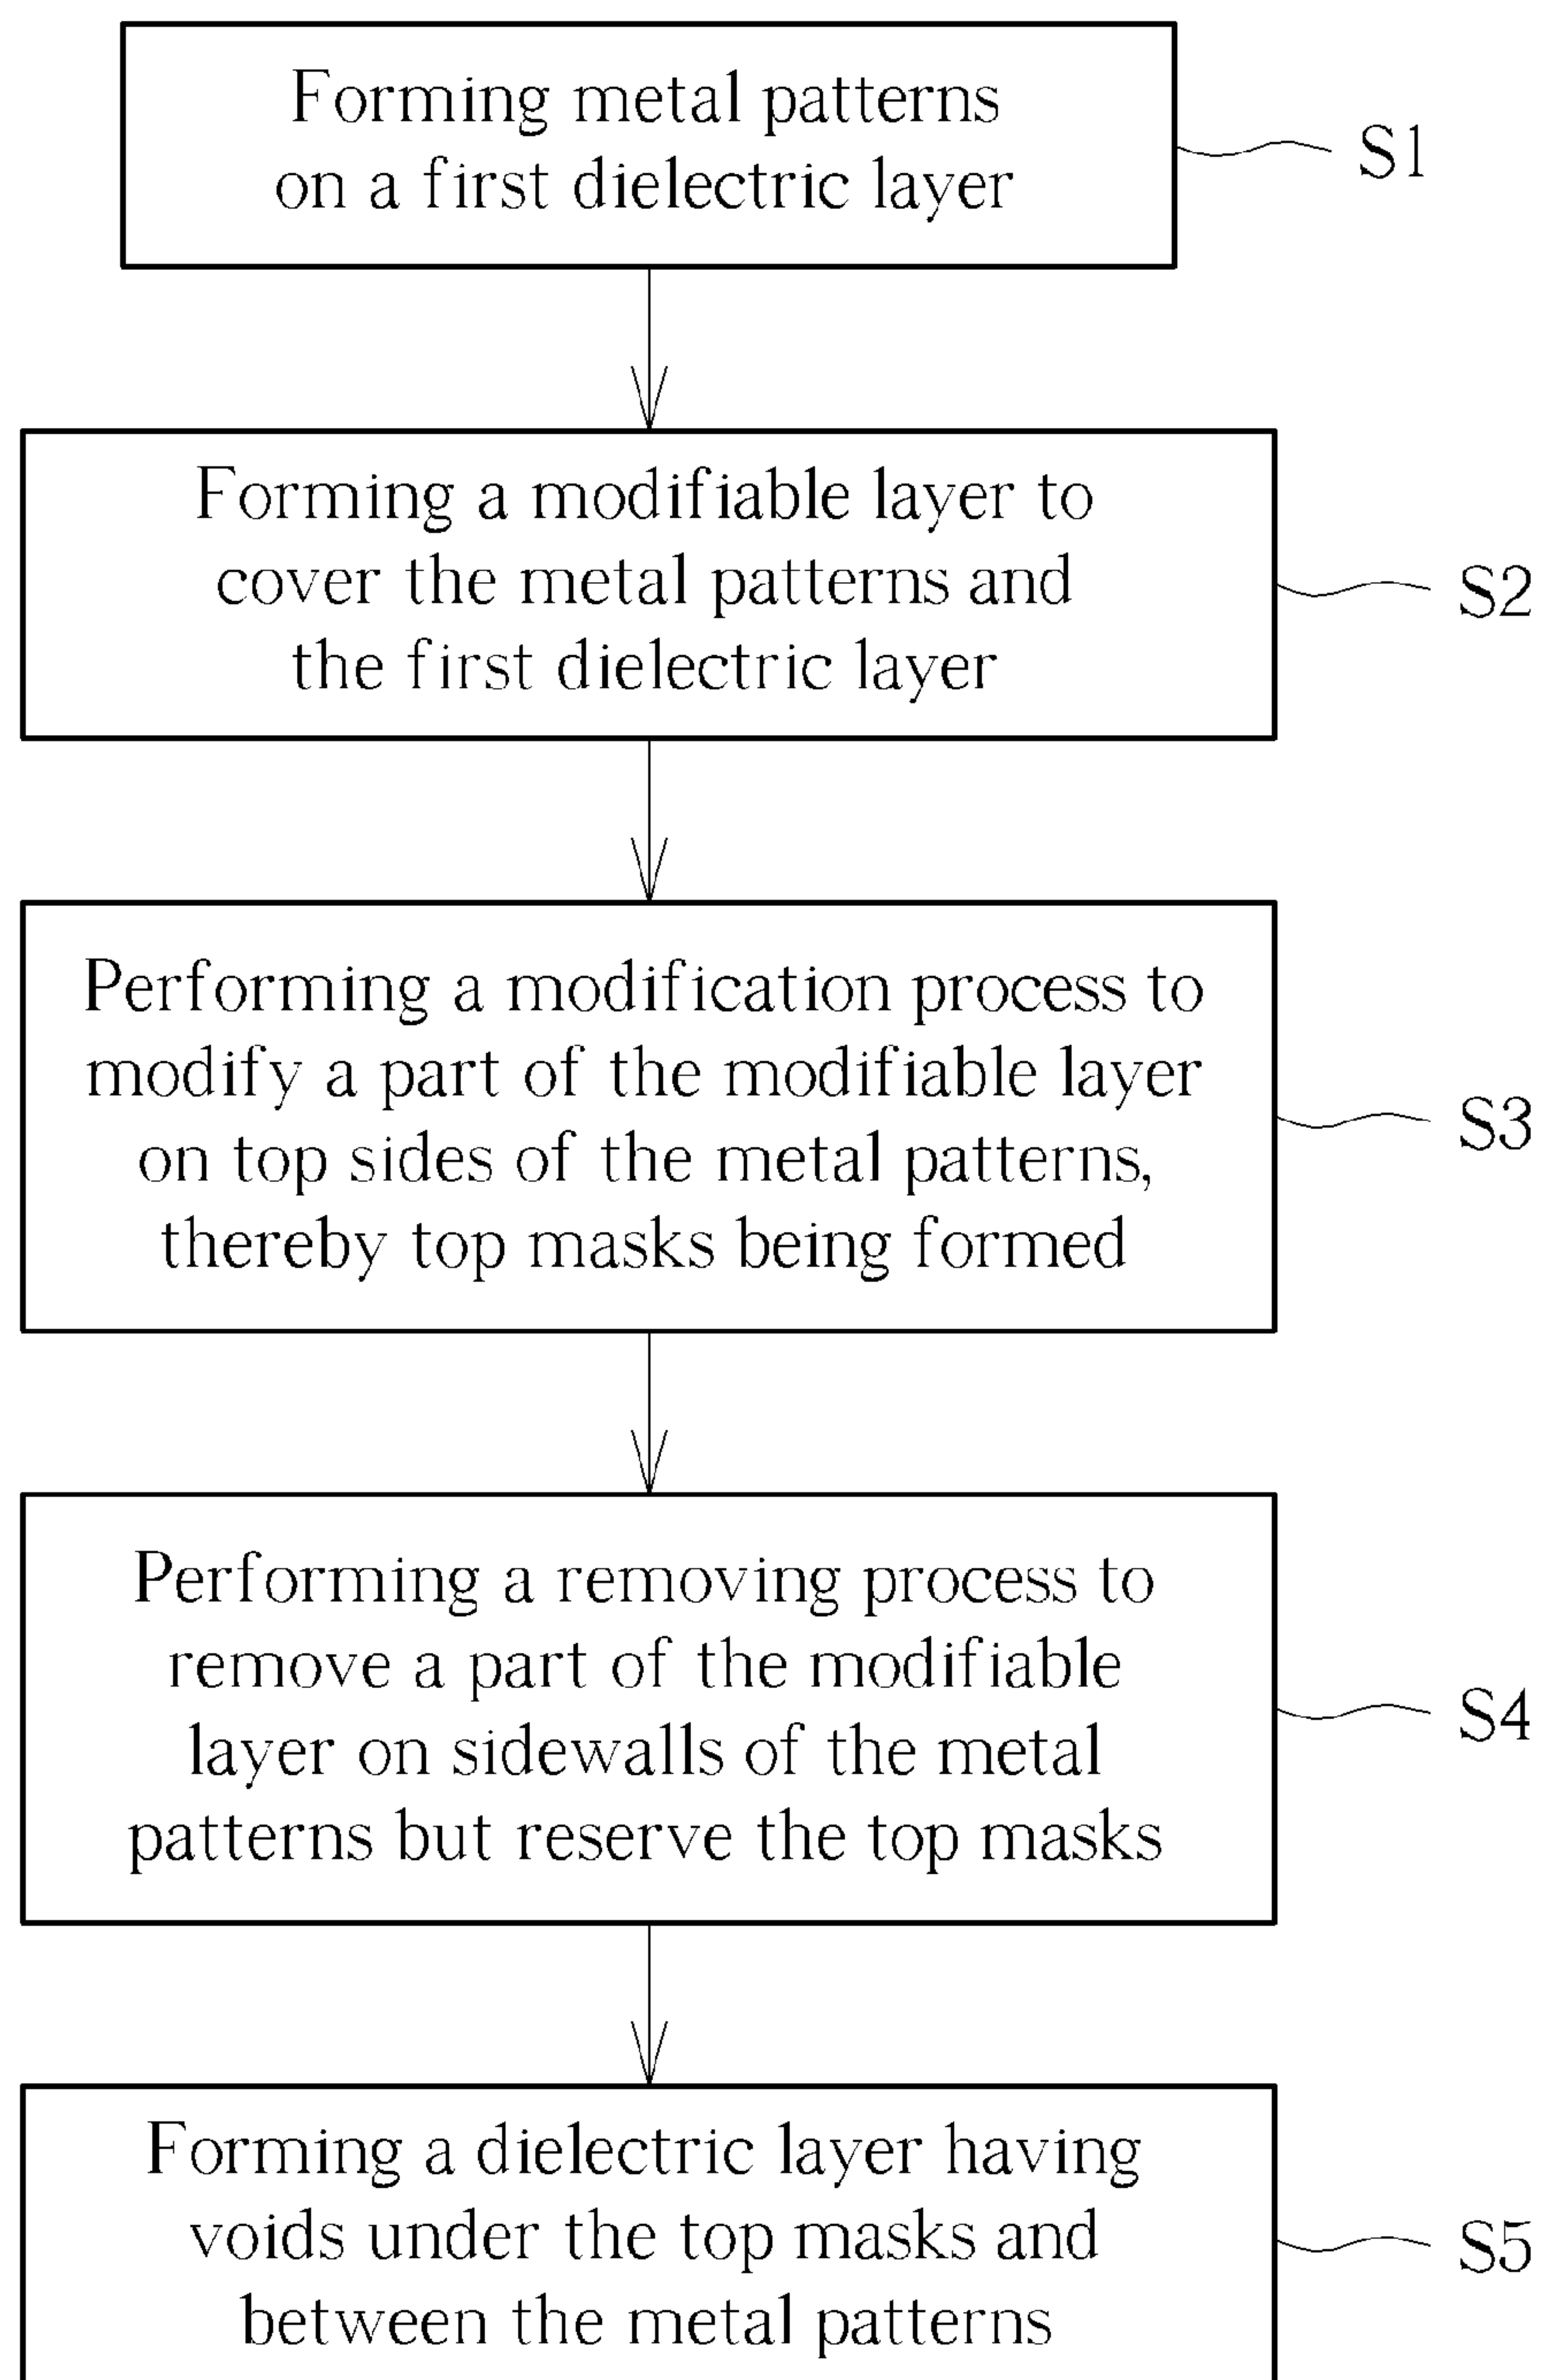 Forming metal patterns
on a first dielectric layer
S1
Forming a modifiable layer to
cover the metal patterns and
the first dielectric layer
S2
Performing a modification process to
modify a part of the modifiable layer
on top sides of the metal patterns,
thereby top masks being formed
S3
Performing a removing process to
remove a part of the modifiable
layer on sidewalls of the metal
patterns but reserve the top masks
S4
Forming a dielectric layer having
voids under the top masks and
between the metal patterns
S5